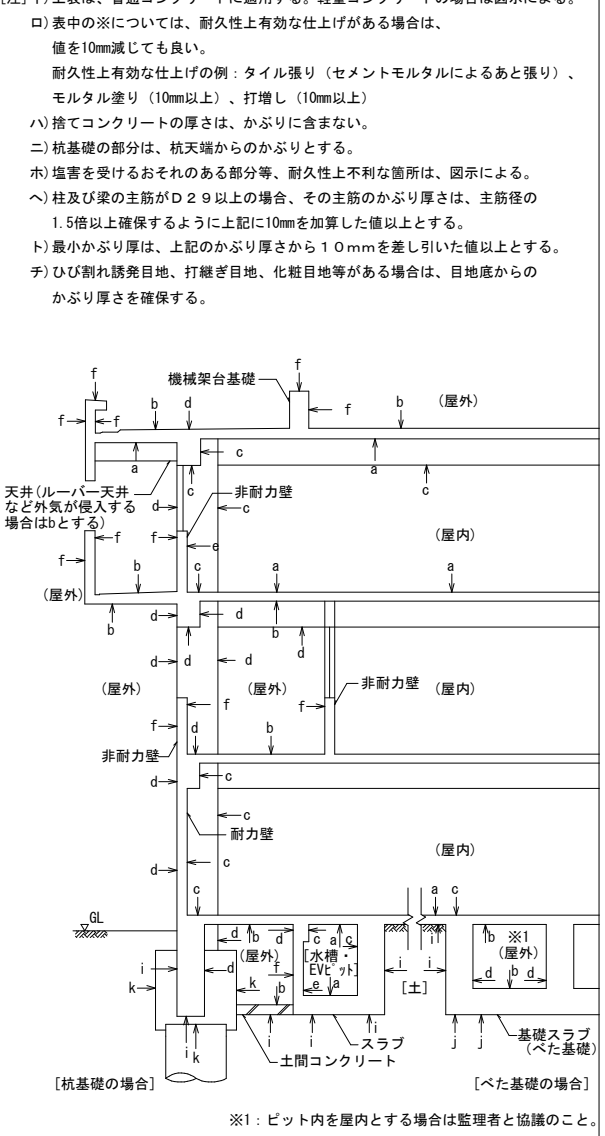 [注]イ)上表は、普通コンクリートに適用する。軽量コンクリートの場合は図示による。
ロ)表中の※については、耐久性上有効な仕上げがある場合は、
値を10mm減じても良い。
耐久性上有効な仕上げの例：タイル張り（セメントモルタルによるあと張り）、
モルタル塗り（10mm以上）、打増し（10mm以上）
ハ)捨てコンクリートの厚さは、かぶりに含まない。
ニ)杭基礎の部分は、杭天端からのかぶりとする。
ホ)塩害を受けるおそれのある部分等、耐久性上不利な箇所は、図示による。
ヘ)柱及び梁の主筋がＤ２９以上の場合、その主筋のかぶり厚さは、主筋径の
1.5倍以上確保するように上記に10mmを加算した値以上とする。
ト)最小かぶり厚は、上記のかぶり厚さから１０mmを差し引いた値以上とする。
チ)ひび割れ誘発目地、打継ぎ目地、化粧目地等がある場合は、目地底からの
かぶり厚さを確保する。
f
f
機械架台基礎
b d f b (屋外)
f f
c
a a
c c
天井(ルーバー天井
など外気が侵入する
場合はbとする)
非耐力壁
d c
f f (屋内)
e
f
b c a a
(屋外)
d d
b b
d d
d d
(屋外) (屋外) 非耐力壁 (屋内)
f f
f
d b
非耐力壁
c
d
c
耐力壁
(屋内)
c
d
c a c
GL
d b d c a c i b ※1
(屋外) [水槽・ (屋外)
EVピット]
i d f i i d b d
k k e a [土]
b
i k i i i j j
スラブ 基礎スラブ
(べた基礎)
土間コンクリート
[杭基礎の場合] [べた基礎の場合]
※1：ピット内を屋内とする場合は監理者と協議のこと。